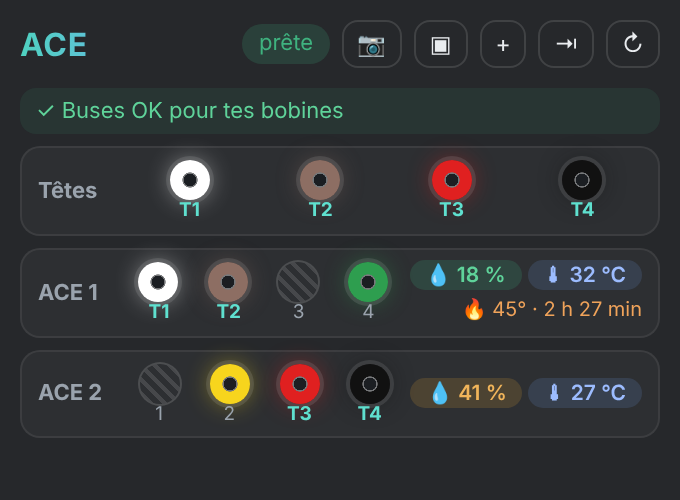 ACE prête +
✓ Buses OK pour tes bobines
Têtes T1 T2 T3 T4
ACE 1 T1 T2 3 4 18 % 32 °C
45° · 2 h 27 min
ACE 2 1 2 T3 T4 41 % 27 °C